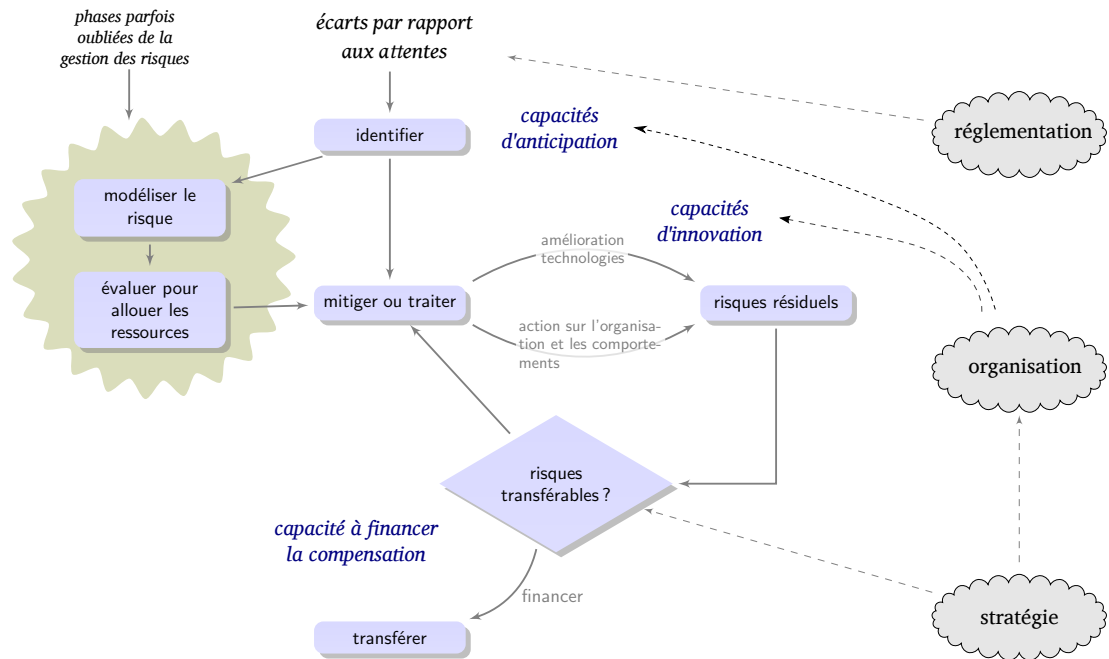 phases parfois
oubliées de la
gestion des risques
écarts par rapport
aux attentes
réglementation
capacités
d'anticipation
identifier
modéliser le
risque
capacités
d'innovation
amélioration
technologies
évaluer pour
allouer les
ressources
mitiger ou traiter
risques résiduels
action sur l'organisa-
tion et les comporte-
ments
organisation
risques
transférables ?
capacité à financer
la compensation
financer
stratégie
transférer